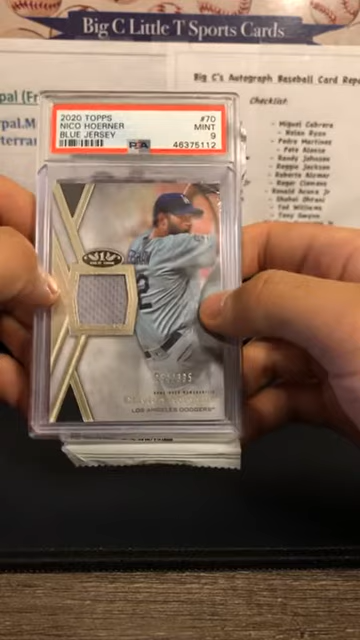 Big C Little T Sports Cards
Big C's Autograph Baseball Card Repa
Checklist:
- Miguel Cabrera
- Nolan Ryan
- Pedro Martinez
- Pete Alonso
- Randy Johnson
- Reggie Jackson
- Roberto Alomar
- Roger Clemens
- Ronald Acuna Jr
- Shohei Ohtani
- Ted Williams
- Tony Gwynn
2020 TOPPS #70
NICO HOERNER MINT
BLUE JERSEY 9
PSA 46375112
LOS ANGELES DODGERS